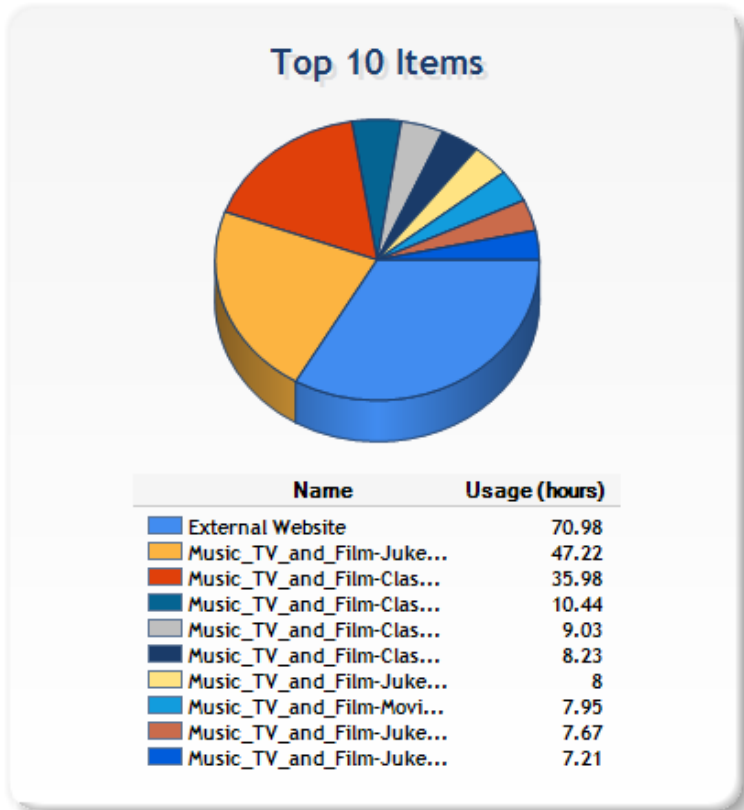 Top 10 Items
Name Usage (hours)
External Website 70.98
Music_TV_and_Film-Juke... 47.22
Music_TV_and_Film-Clas... 35.98
Music_TV_and_Film-Clas... 10.44
Music_TV_and_Film-Clas... 9.03
Music_TV_and_Film-Clas... 8.23
Music_TV_and_Film-Juke... 8
Music_TV_and_Film-Movi... 7.95
Music_TV_and_Film-Juke... 7.67
Music_TV_and_Film-Juke... 7.21